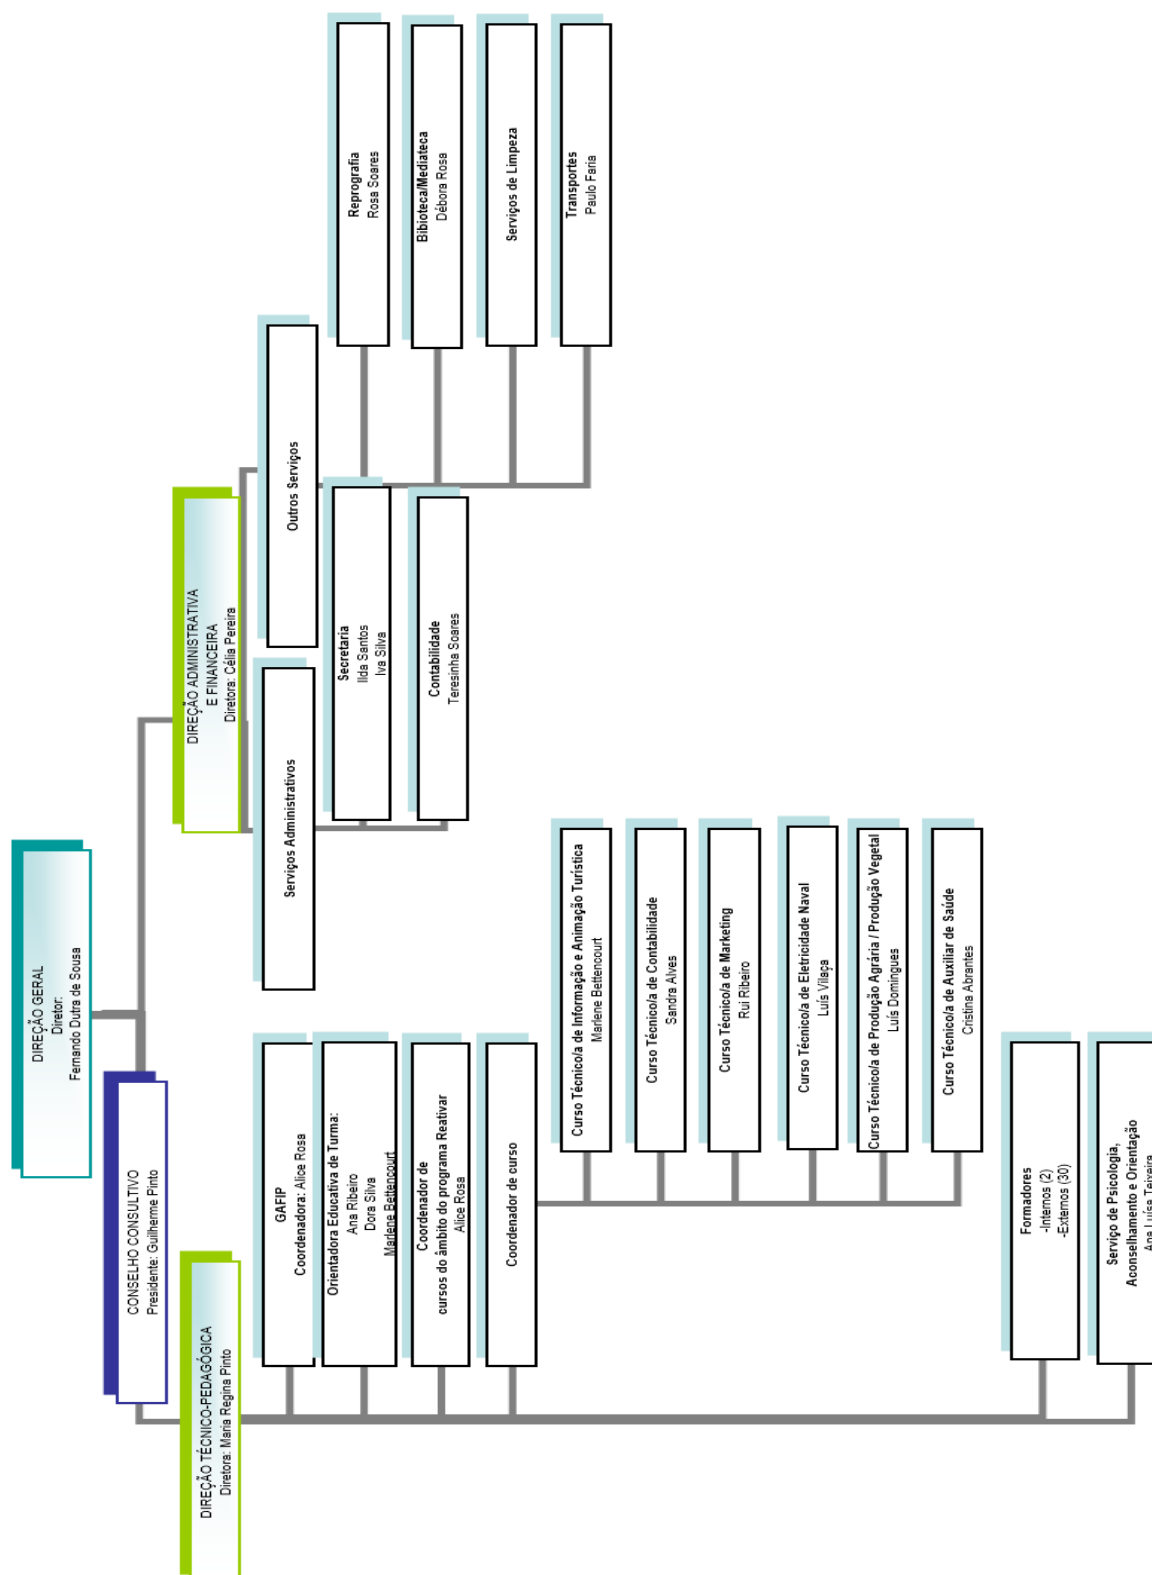 DIREÇÃO GERAL
Diretor:
Fernando Dutra de Sousa
CONSELHO CONSULTIVO
Presidente: Guilherme Pinto
DIREÇÃO TÉCNICO-PEDAGÓGICA
Diretora: Maria Regina Pinto
DIREÇÃO ADMINISTRATIVA
E FINANCEIRA
Diretora: Célia Pereira
GAFIP
Coordenadora: Alice Rosa
Orientadora Educativa de Turma:
Ana Ribeiro
Dora Silva
Marlene Bettencourt
Coordenador de
cursos do âmbito do programa Reativar
Alice Rosa
Coordenador de curso
Curso Técnico/a de Informação e Animação Turística
Marlene Bettencourt
Curso Técnico/a de Contabilidade
Sandra Alves
Curso Técnico/a de Marketing
Rui Ribeiro
Curso Técnico/a de Eletricidade Naval
Luís Vilaça
Curso Técnico/a de Produção Agrária / Produção Vegetal
Luís Domingues
Curso Técnico/a de Auxiliar de Saúde
Cristina Abrantes
Formadores
-Internos (2)
-Externos (30)
Serviço de Psicologia,
Aconselhamento e Orientação
Ana Luísa Teixeira
Serviços Administrativos
Secretaria
Ilda Santos
Iva Silva
Contabilidade
Teresinha Soares
Outros Serviços
Reprografia
Rosa Soares
Bibioteca/Mediateca
Débora Rosa
Serviços de Limpeza
Transportes
Paulo Faria